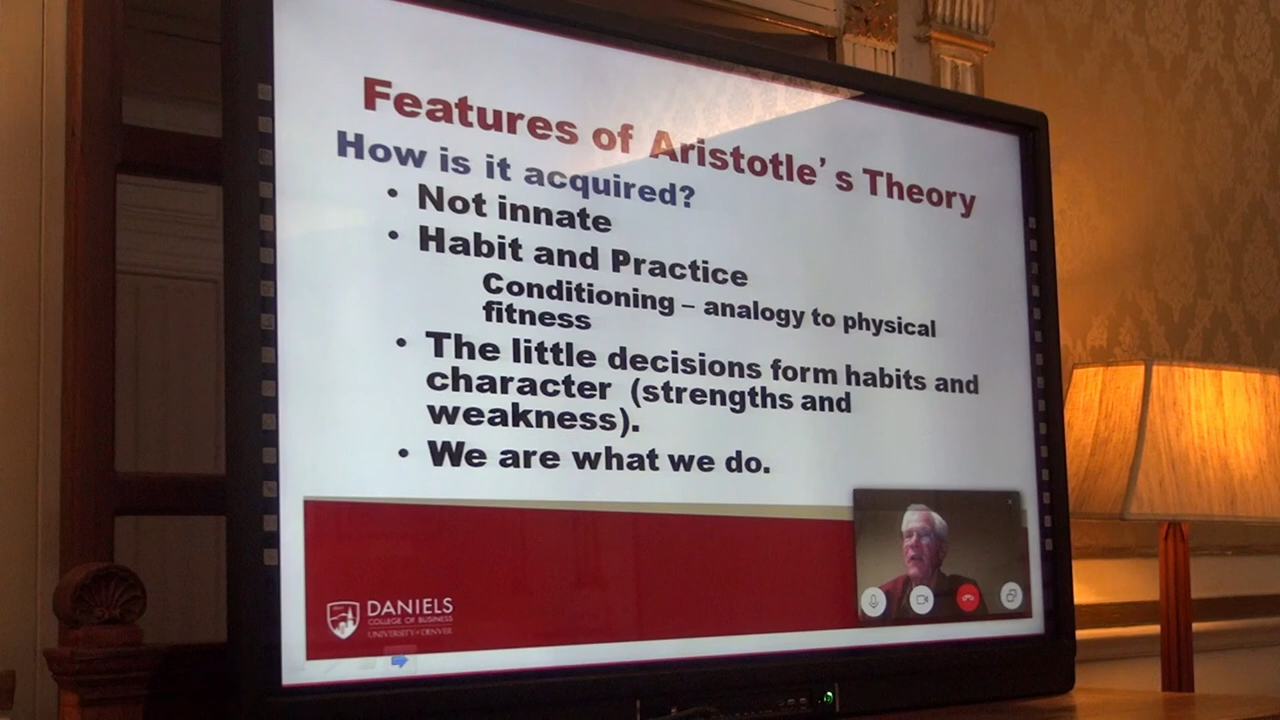 Features of Aristotle's Theory
How is it acquired?
• Not innate
• Habit and Practice
Conditioning – analogy to physical
fitness
• The little decisions form habits and
character (strengths and
weakness).
• We are what we do.
DANIELS
COLLEGE OF BUSINESS
UNIVERSITY OF DENVER